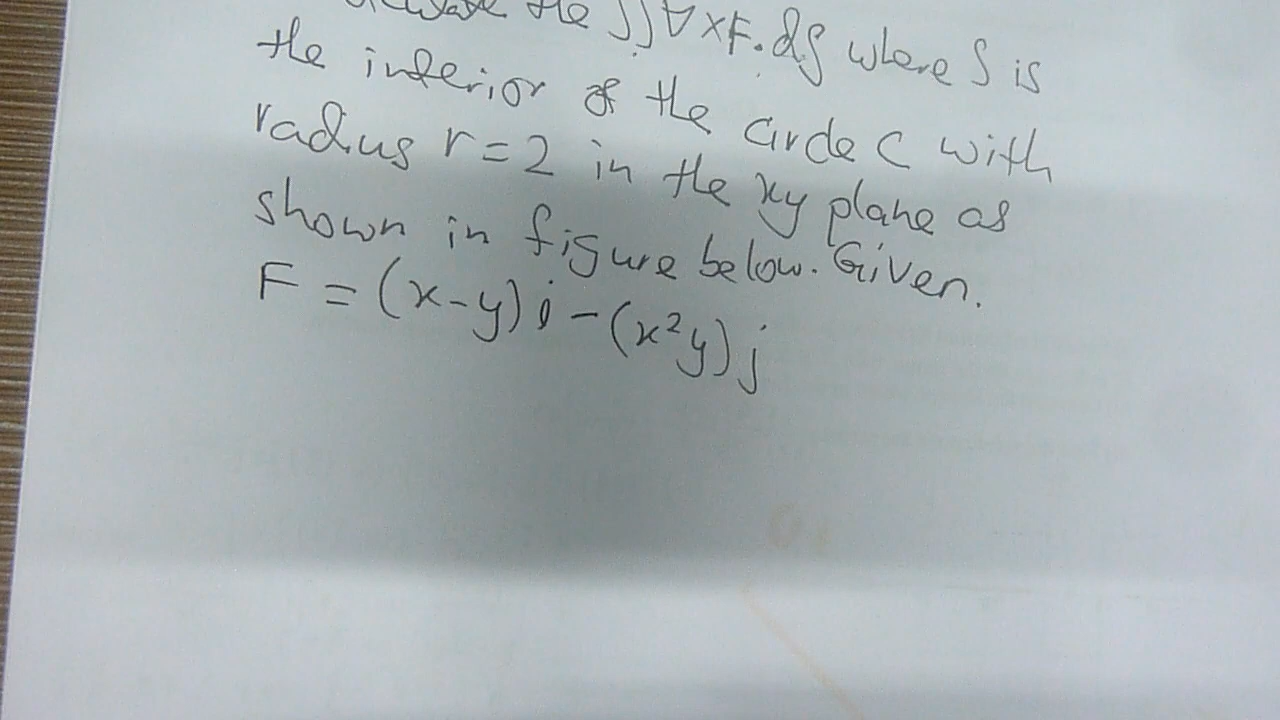 the ∬∇×F.dS where S is
the interior of the circle C with
radius r=2 in the xy plane as
shown in figure below. Given.
F = (x-y)i-(x²y)j